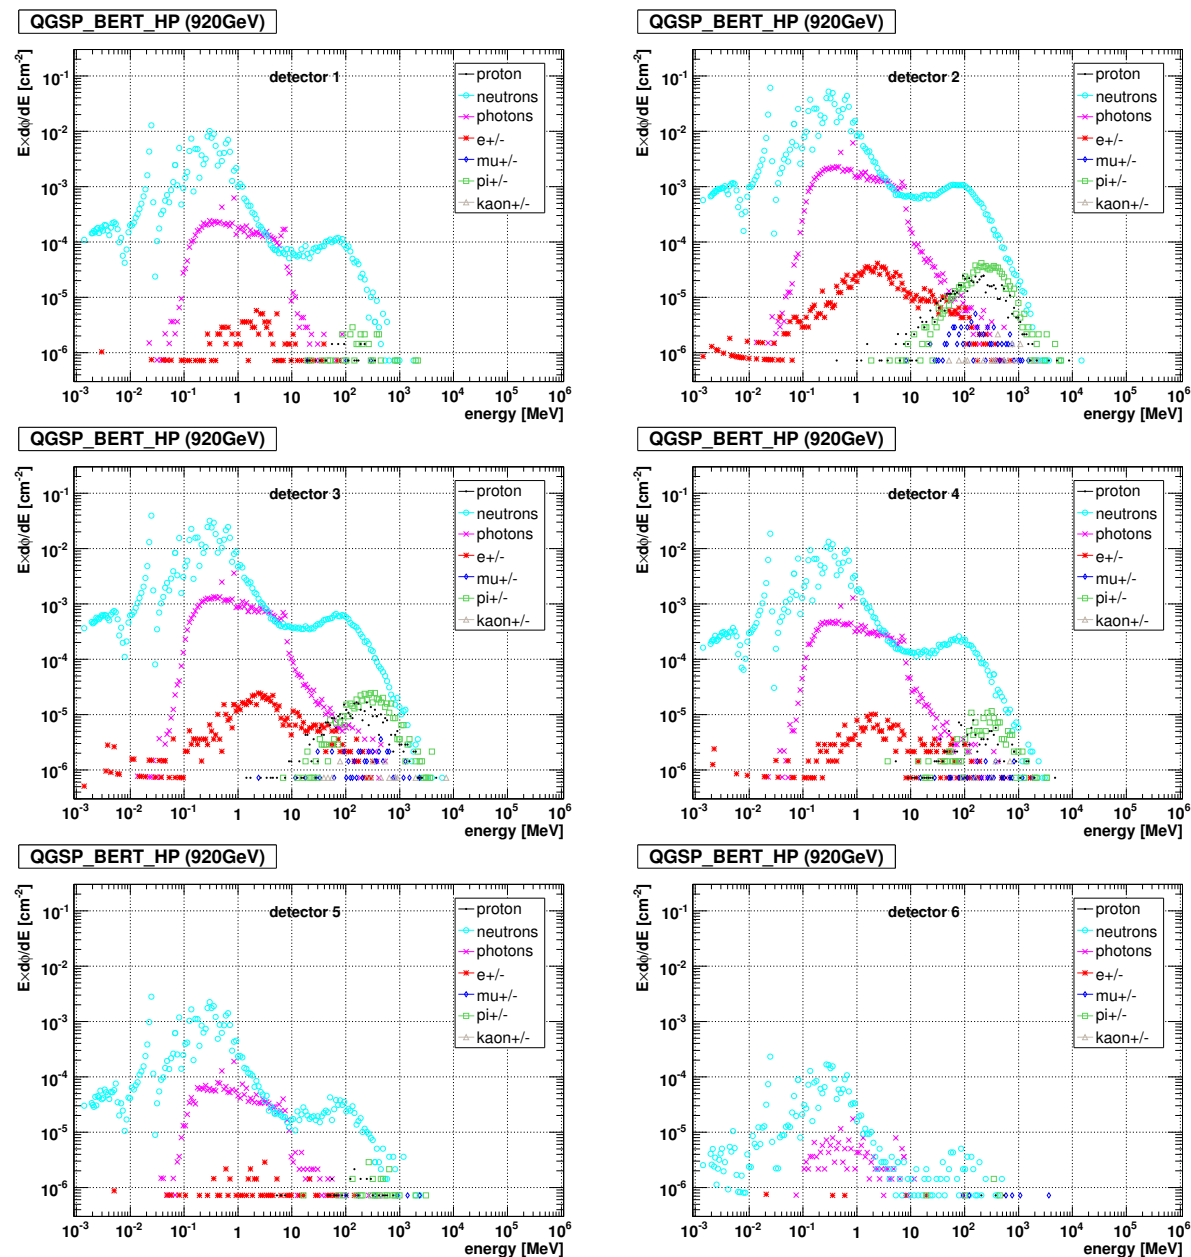 QGSP_BERT_HP (920GeV)
E×dϕ/dE [cm⁻²]
detector 1
proton
neutrons
photons
e+/-
mu+/-
pi+/-
kaon+/-
10⁻¹
10⁻²
10⁻³
10⁻⁴
10⁻⁵
10⁻⁶
10⁻³ 10⁻² 10⁻¹ 1 10 10² 10³ 10⁴ 10⁵ 10⁶
energy [MeV]
QGSP_BERT_HP (920GeV)
E×dϕ/dE [cm⁻²]
detector 2
proton
neutrons
photons
e+/-
mu+/-
pi+/-
kaon+/-
10⁻¹
10⁻²
10⁻³
10⁻⁴
10⁻⁵
10⁻⁶
10⁻³ 10⁻² 10⁻¹ 1 10 10² 10³ 10⁴ 10⁵ 10⁶
energy [MeV]
QGSP_BERT_HP (920GeV)
E×dϕ/dE [cm⁻²]
detector 3
proton
neutrons
photons
e+/-
mu+/-
pi+/-
kaon+/-
10⁻¹
10⁻²
10⁻³
10⁻⁴
10⁻⁵
10⁻⁶
10⁻³ 10⁻² 10⁻¹ 1 10 10² 10³ 10⁴ 10⁵ 10⁶
energy [MeV]
QGSP_BERT_HP (920GeV)
E×dϕ/dE [cm⁻²]
detector 4
proton
neutrons
photons
e+/-
mu+/-
pi+/-
kaon+/-
10⁻¹
10⁻²
10⁻³
10⁻⁴
10⁻⁵
10⁻⁶
10⁻³ 10⁻² 10⁻¹ 1 10 10² 10³ 10⁴ 10⁵ 10⁶
energy [MeV]
QGSP_BERT_HP (920GeV)
E×dϕ/dE [cm⁻²]
detector 5
proton
neutrons
photons
e+/-
mu+/-
pi+/-
kaon+/-
10⁻¹
10⁻²
10⁻³
10⁻⁴
10⁻⁵
10⁻⁶
10⁻³ 10⁻² 10⁻¹ 1 10 10² 10³ 10⁴ 10⁵ 10⁶
energy [MeV]
QGSP_BERT_HP (920GeV)
E×dϕ/dE [cm⁻²]
detector 6
proton
neutrons
photons
e+/-
mu+/-
pi+/-
kaon+/-
10⁻¹
10⁻²
10⁻³
10⁻⁴
10⁻⁵
10⁻⁶
10⁻³ 10⁻² 10⁻¹ 1 10 10² 10³ 10⁴ 10⁵ 10⁶
energy [MeV]